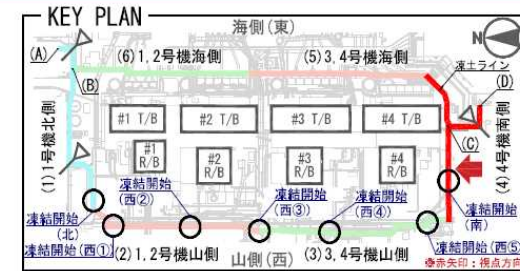 KEY PLAN
海側(東)
N
(A)
(B)
(6)1,2号機海側
(5)3,4号機海側
凍土ライン
(D)
(C)
(1)1号機北側
(4)4号機南側
#1 T/B
#2 T/B
#3 T/B
#4 T/B
#1
R/B
#2
R/B
#3
R/B
#4
R/B
凍結開始
(北)
凍結開始(西①)
凍結開始
(西②)
凍結開始
(西③)
凍結開始
(西④)
凍結開始
(南)
凍結開始(西⑤)
(2)1,2号機山側
山側(西)
(3)3,4号機山側
赤矢印:視点方向